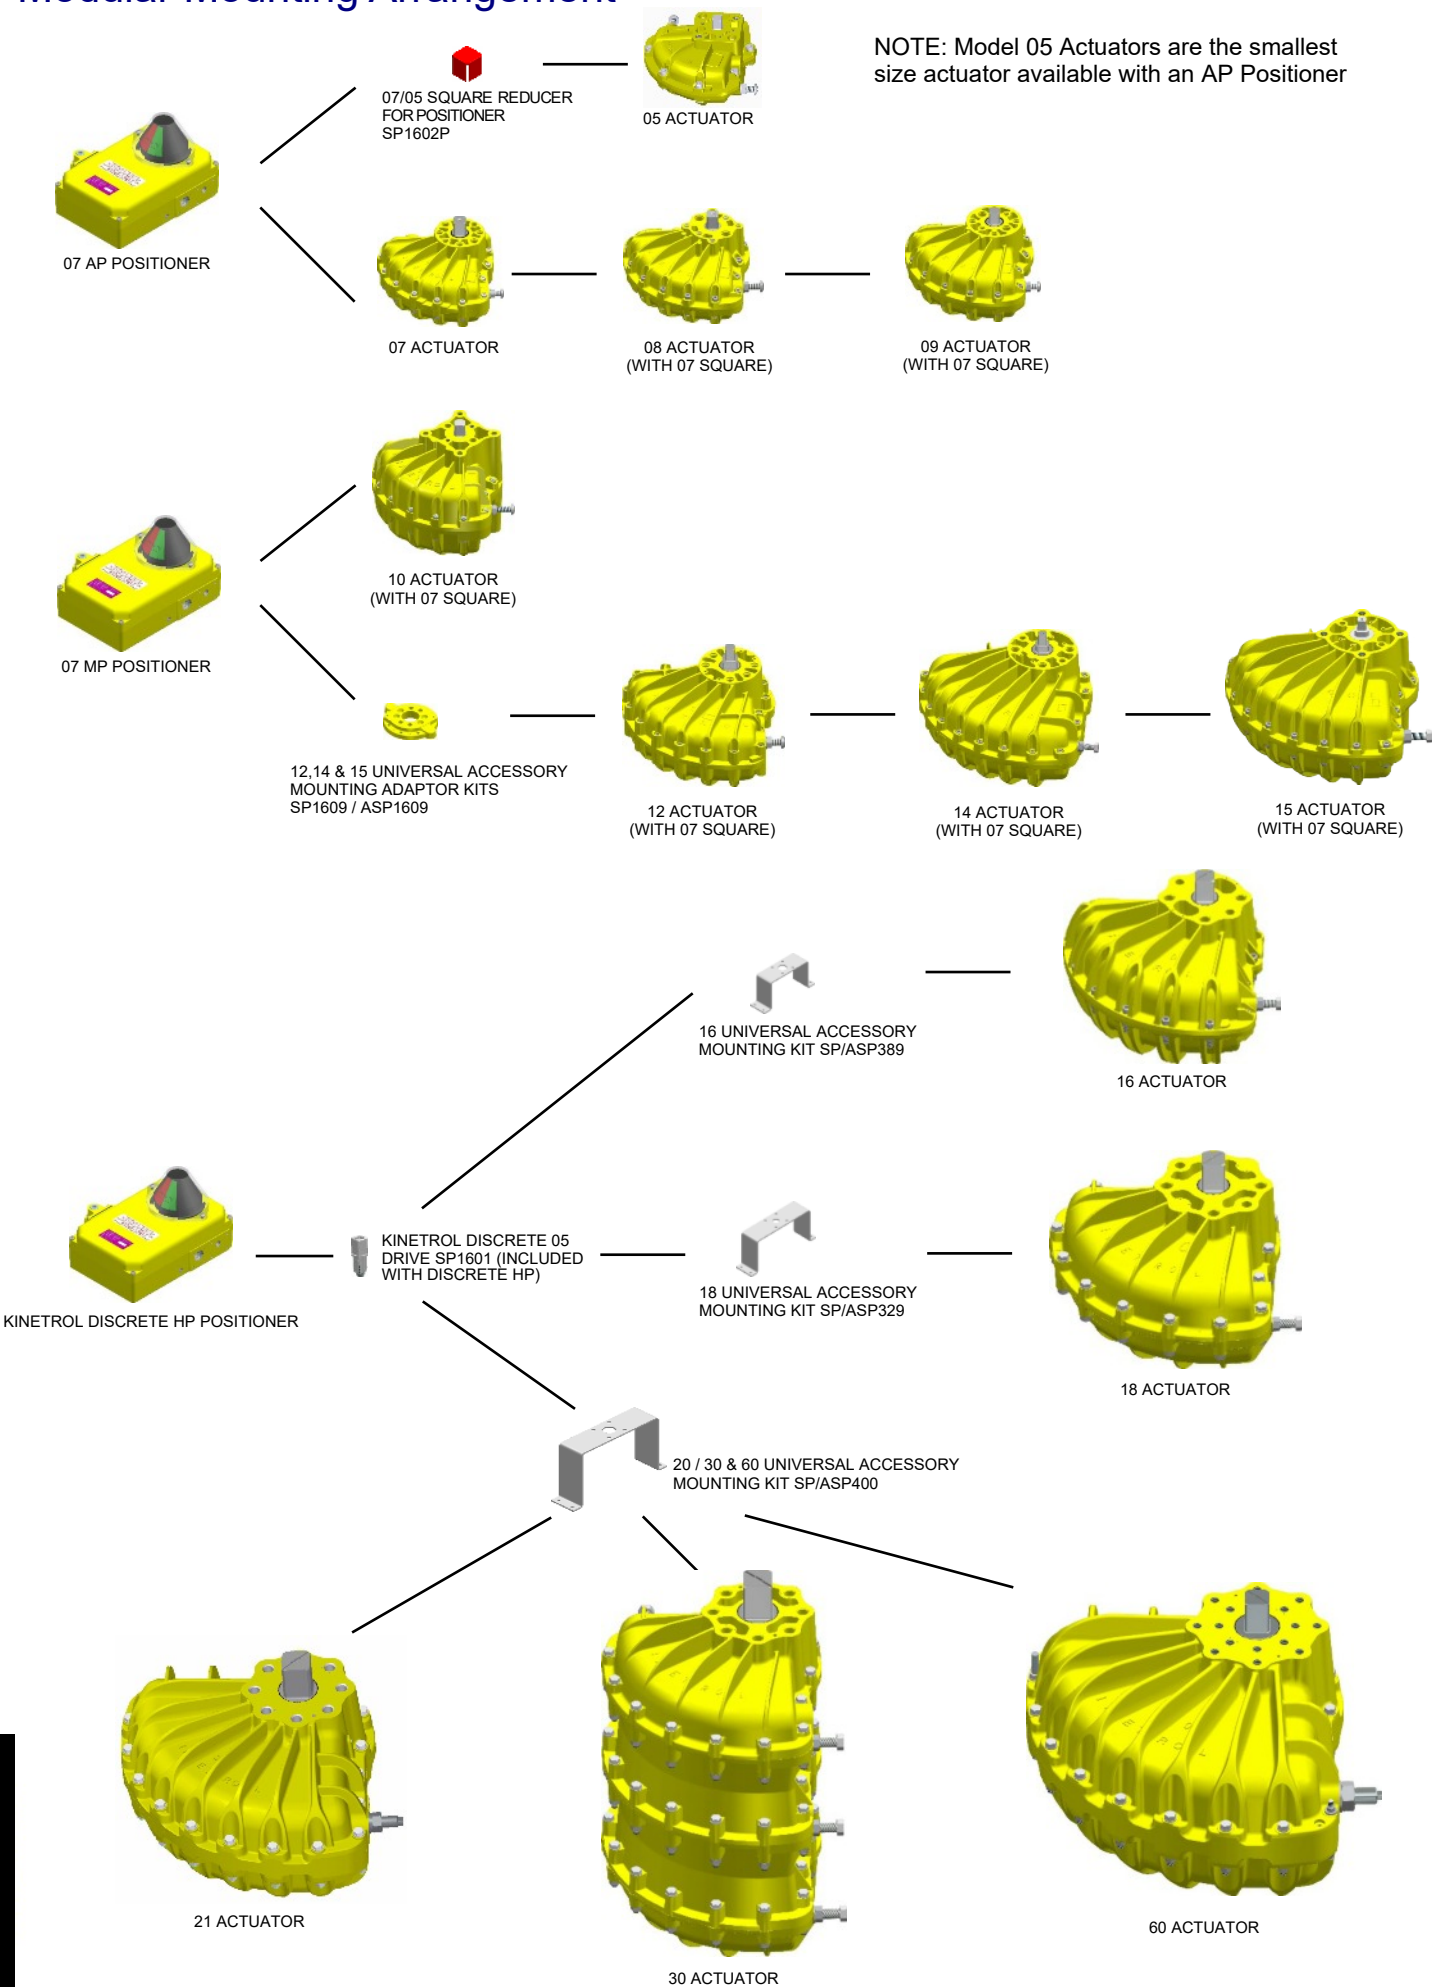 Modular Mounting Arrangement
NOTE: Model 05 Actuators are the smallest
size actuator available with an AP Positioner
07/05 SQUARE REDUCER
FOR POSITIONER
SP1602P
05 ACTUATOR
07 AP POSITIONER
07 ACTUATOR
08 ACTUATOR
(WITH 07 SQUARE)
09 ACTUATOR
(WITH 07 SQUARE)
10 ACTUATOR
(WITH 07 SQUARE)
07 MP POSITIONER
12,14 & 15 UNIVERSAL ACCESSORY
MOUNTING ADAPTOR KITS
SP1609 / ASP1609
12 ACTUATOR
(WITH 07 SQUARE)
14 ACTUATOR
(WITH 07 SQUARE)
15 ACTUATOR
(WITH 07 SQUARE)
16 UNIVERSAL ACCESSORY
MOUNTING KIT SP/ASP389
16 ACTUATOR
KINETROL DISCRETE HP POSITIONER
KINETROL DISCRETE 05
DRIVE SP1601 (INCLUDED
WITH DISCRETE HP)
18 UNIVERSAL ACCESSORY
MOUNTING KIT SP/ASP329
18 ACTUATOR
20 / 30 & 60 UNIVERSAL ACCESSORY
MOUNTING KIT SP/ASP400
21 ACTUATOR
30 ACTUATOR
60 ACTUATOR